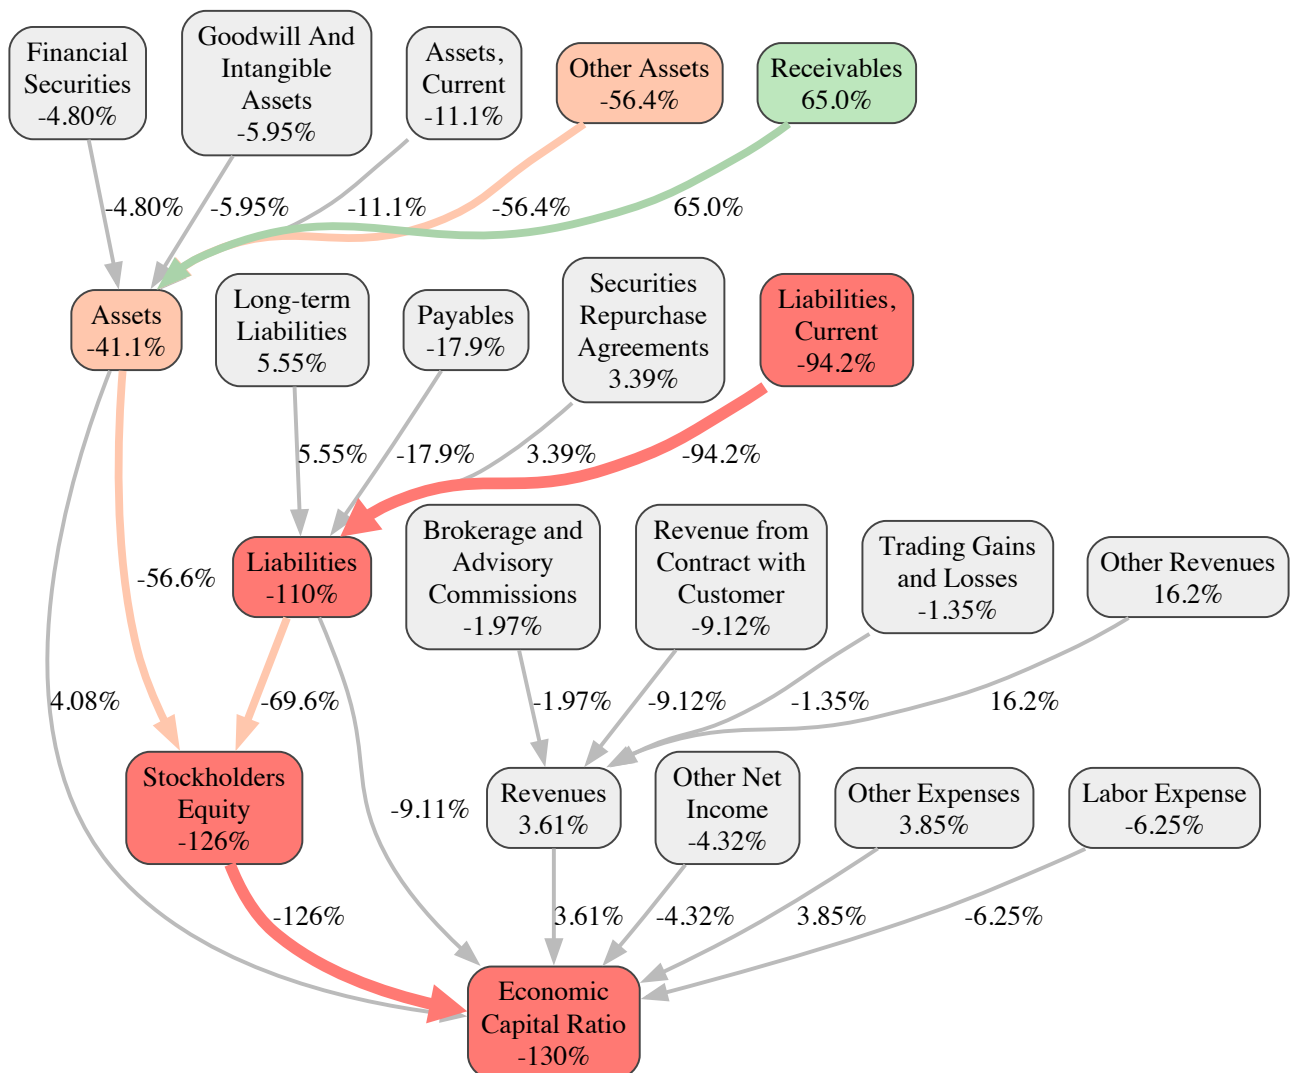 Financial
Securities
-4.80%
Goodwill And
Intangible
Assets
-5.95%
Assets,
Current
-11.1%
Other Assets
-56.4%
Receivables
65.0%
-4.80%
-5.95%
-11.1%
-56.4%
65.0%
Assets
-41.1%
Long-term
Liabilities
5.55%
Payables
-17.9%
Securities
Repurchase
Agreements
3.39%
Liabilities,
Current
-94.2%
5.55%
-17.9%
3.39%
-94.2%
-56.6%
Liabilities
-110%
Brokerage and
Advisory
Commissions
-1.97%
Revenue from
Contract with
Customer
-9.12%
Trading Gains
and Losses
-1.35%
Other Revenues
16.2%
4.08%
-69.6%
-1.97%
-9.12%
-1.35%
16.2%
Stockholders
Equity
-126%
-9.11%
Revenues
3.61%
Other Net
Income
-4.32%
Other Expenses
3.85%
Labor Expense
-6.25%
-126%
3.61%
-4.32%
3.85%
-6.25%
Economic
Capital Ratio
-130%